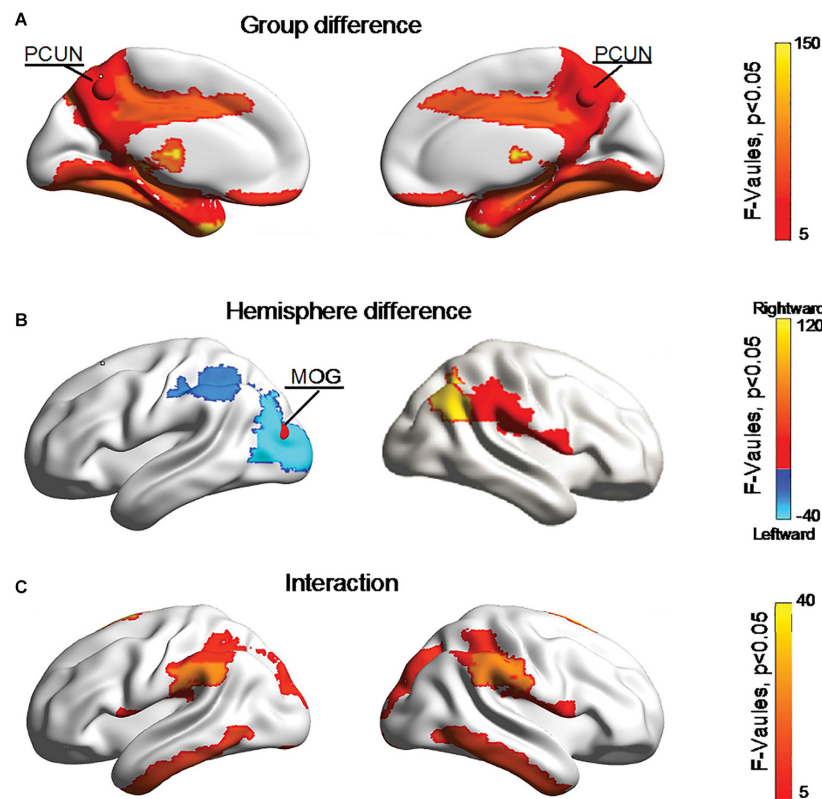 A
Group difference
PCUN
PCUN
150
F-Vaules, p<0.05
5
B
Hemisphere difference
MOG
Rightward
120
F-Vaules, p<0.05
-40
Leftward
C
Interaction
40
F-Vaules, p<0.05
5